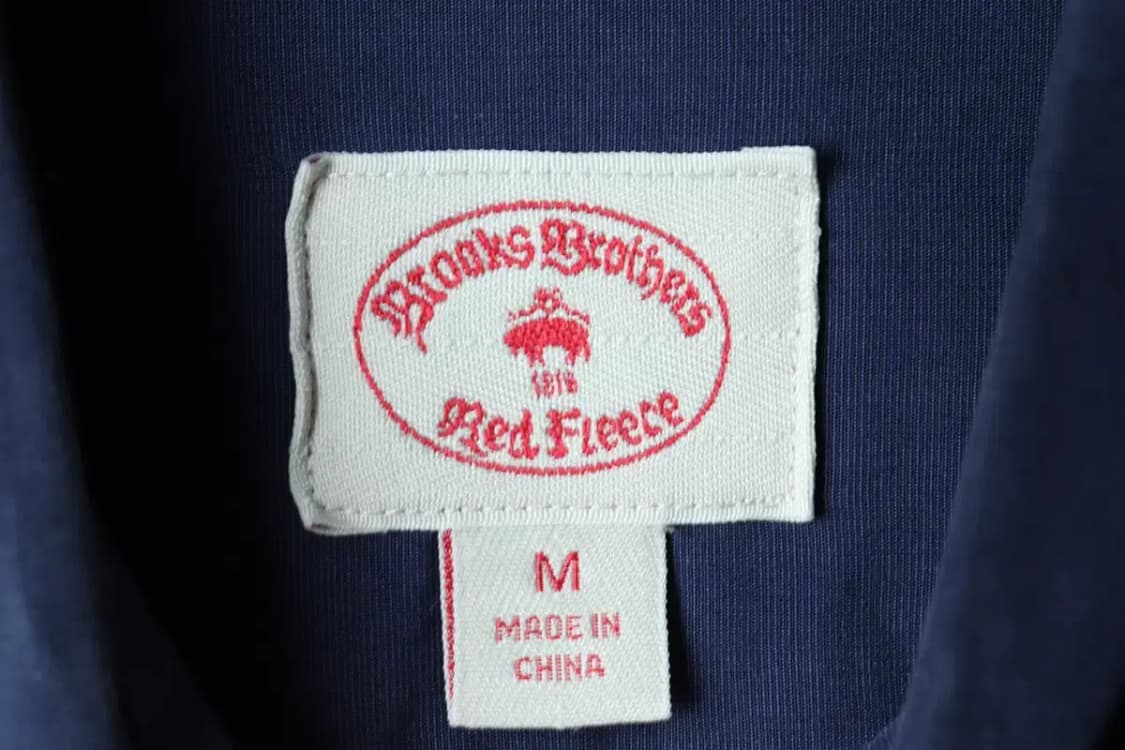 Brooks Brothers
1818
Red Fleece
M
MADE IN
CHINA